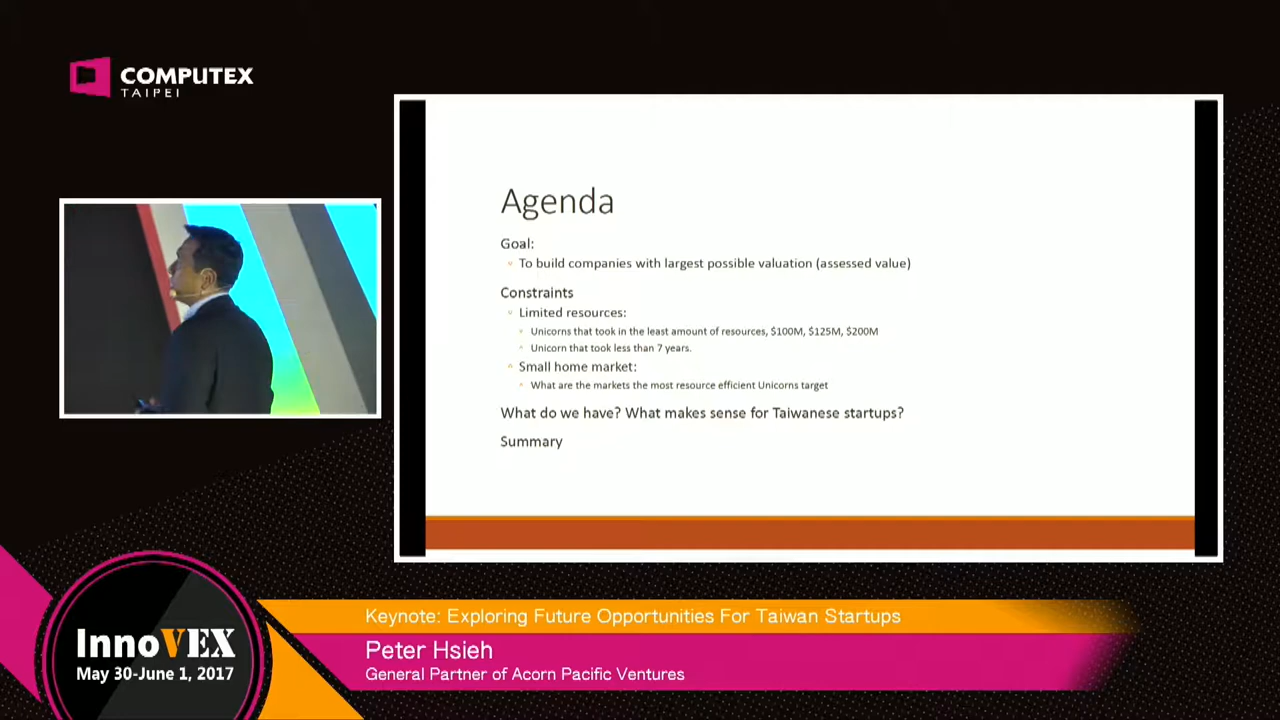 COMPUTEX
TAIPEI
Agenda
Goal:
To build companies with largest possible valuation (assessed value)
Constraints
Limited resources:
Unicorns that took in the least amount of resources, $100M, $125M, $200M
Unicorn that took less than 7 years.
Small home market:
What are the markets the most resource efficient Unicorns target
What do we have? What makes sense for Taiwanese startups?
Summary
InnoVEX
May 30-June 1, 2017
Keynote: Exploring Future Opportunities For Taiwan Startups
Peter Hsieh
General Partner of Acorn Pacific Ventures